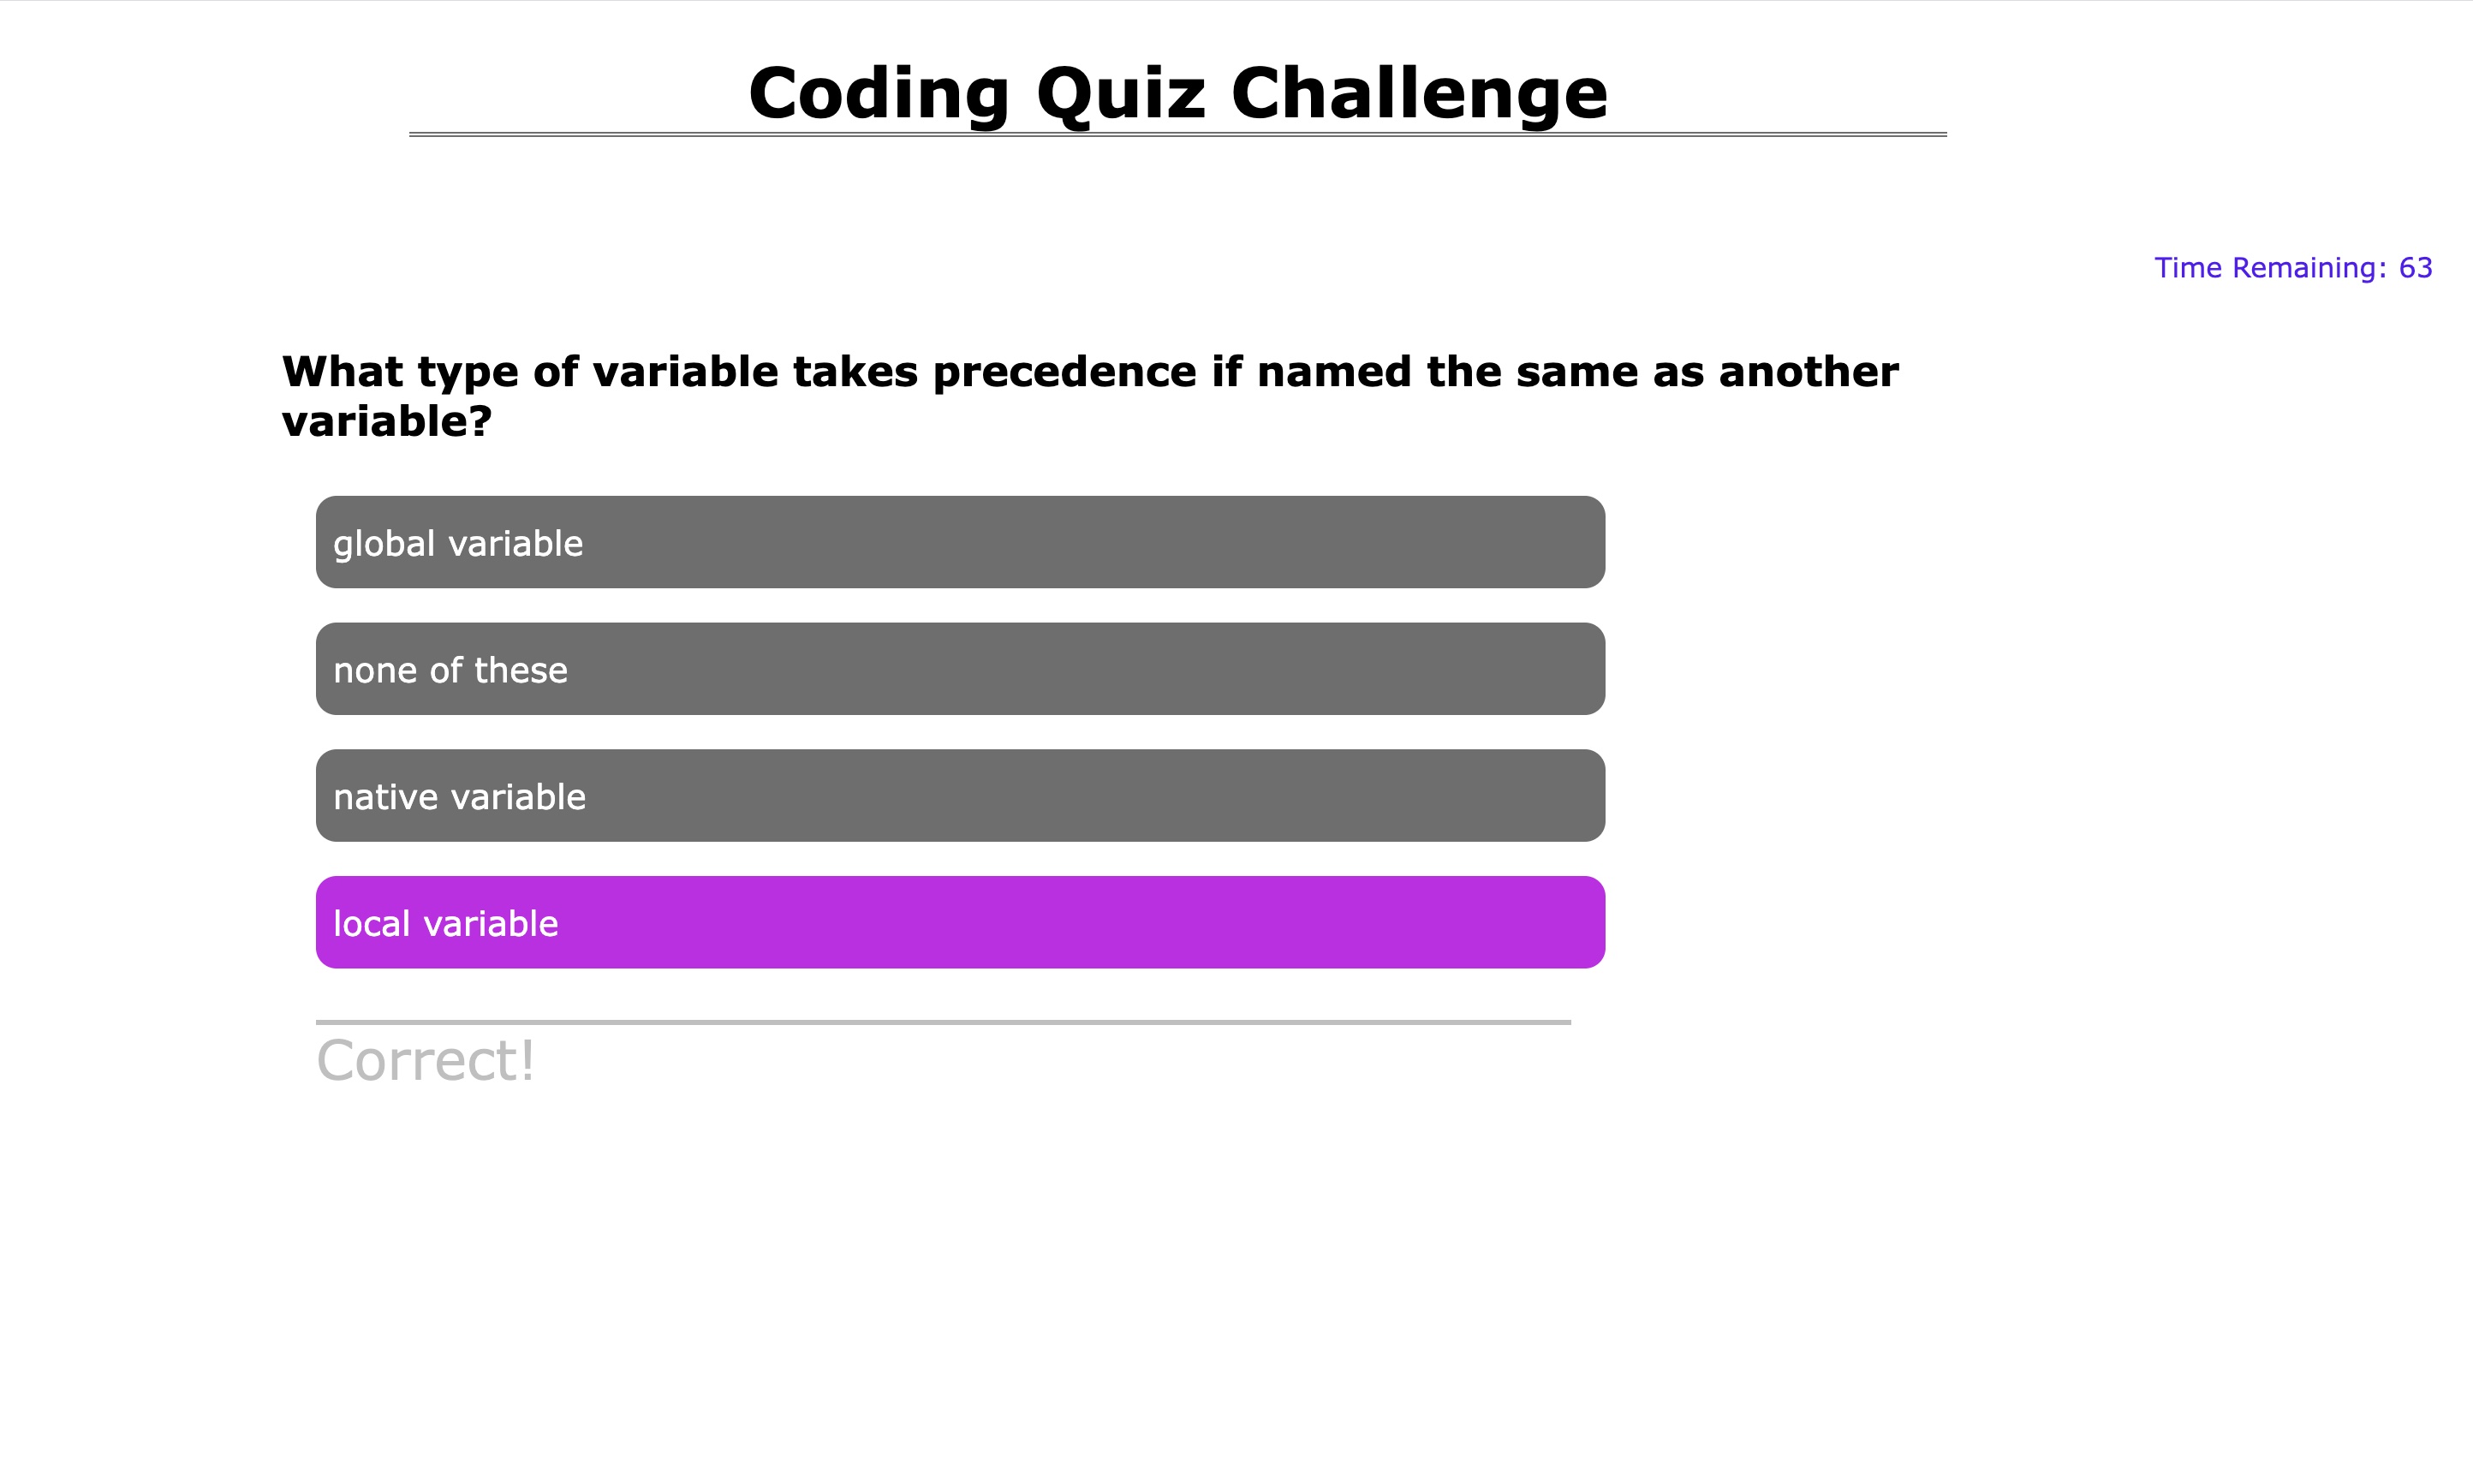 Coding Quiz Challenge
Time Remaining: 63
What type of variable takes precedence if named the same as another
variable?
global variable
none of these
native variable
local variable
Correct!